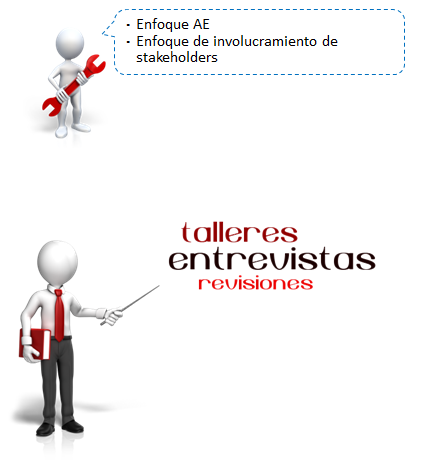 • Enfoque AE
• Enfoque de involucramiento de
stakeholders
talleres
entrevistas
revisiones